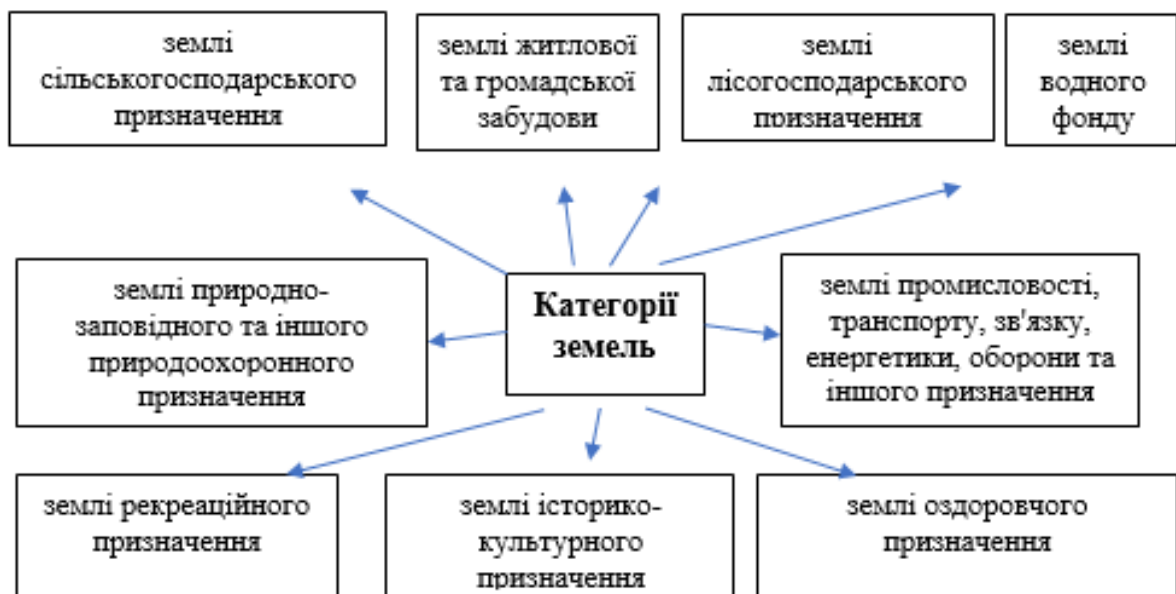 землі
сільськогосподарського
призначення
землі житлової
та громадської
забудови
землі
лісогосподарського
призначення
землі
водного
фонду
землі природно-
заповідного та іншого
природоохоронного
призначення
Категорії
земель
землі промисловості,
транспорту, зв'язку,
енергетики, оборони та
іншого призначення
землі рекреаційного
призначення
землі історико-
культурного
призначення
землі оздоровчого
призначення